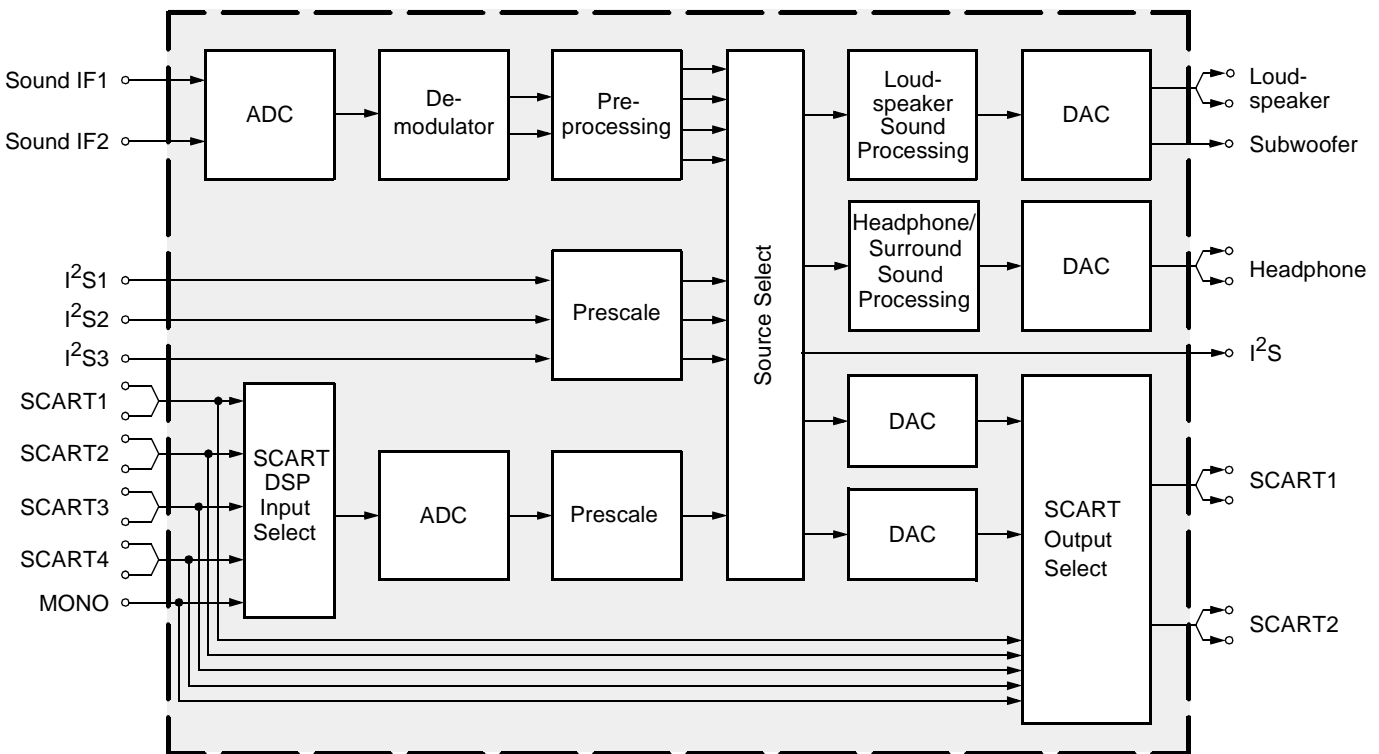 Sound IF1
Sound IF2
ADC
De-
modulator
Pre-
processing
Loud-
speaker
Sound
Processing
DAC
Loud-
speaker
Subwoofer
Headphone/
Surround
Sound
Processing
DAC
Headphone
I²S1
I²S2
I²S3
Prescale
Source Select
I²S
SCART1
SCART2
SCART3
SCART4
MONO
SCART
DSP
Input
Select
ADC
Prescale
DAC
DAC
SCART
Output
Select
SCART1
SCART2